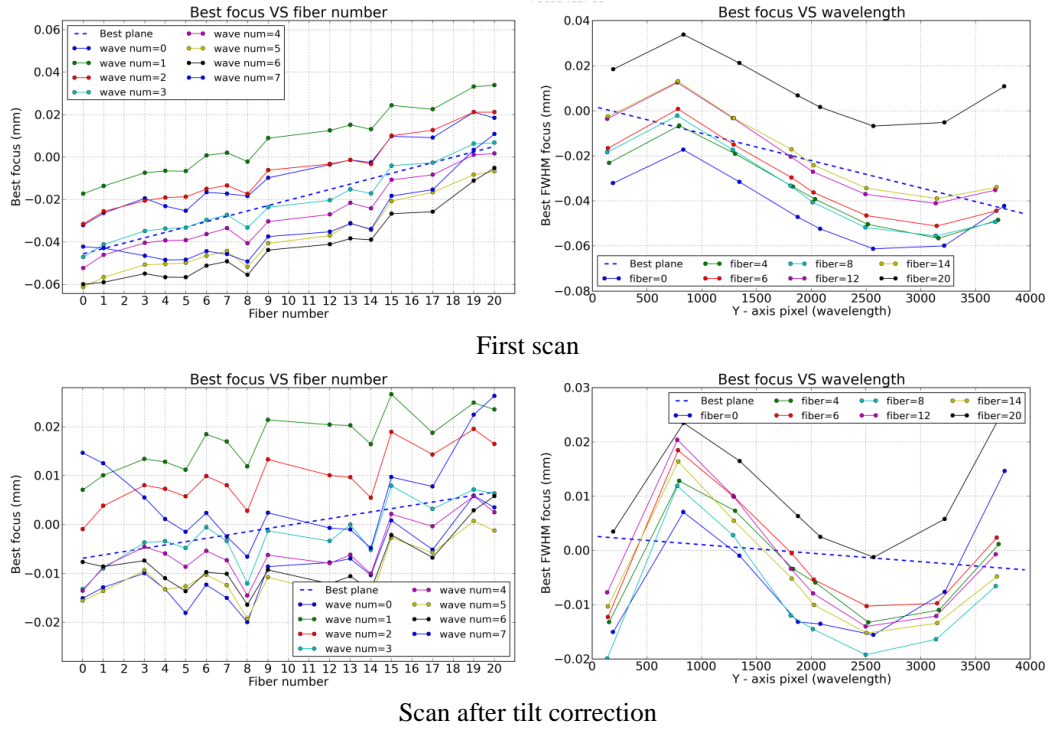 Best focus VS fiber number
Best focus VS wavelength
0.06
0.04
0.02
0.00
−0.02
−0.04
−0.06
Best focus (mm)
Best plane
wave num=0
wave num=1
wave num=2
wave num=3
wave num=4
wave num=5
wave num=6
wave num=7
0 1 2 3 4 5 6 7 8 9 10 11 12 13 14 15 16 17 18 19 20
Fiber number
0.04
0.02
0.00
−0.02
−0.04
−0.06
−0.08
Best FWHM focus (mm)
Best plane
fiber=0
fiber=4
fiber=6
fiber=8
fiber=12
fiber=14
fiber=20
0 500 1000 1500 2000 2500 3000 3500 4000
Y - axis pixel (wavelength)
First scan
Best focus VS fiber number
Best focus VS wavelength
0.02
0.01
0.00
−0.01
−0.02
Best focus (mm)
Best plane
wave num=0
wave num=1
wave num=2
wave num=3
wave num=4
wave num=5
wave num=6
wave num=7
0 1 2 3 4 5 6 7 8 9 10 11 12 13 14 15 16 17 18 19 20
Fiber number
0.03
0.02
0.01
0.00
−0.01
−0.02
Best FWHM focus (mm)
Best plane
fiber=0
fiber=4
fiber=6
fiber=8
fiber=12
fiber=14
fiber=20
0 500 1000 1500 2000 2500 3000 3500 4000
Y - axis pixel (wavelength)
Scan after tilt correction